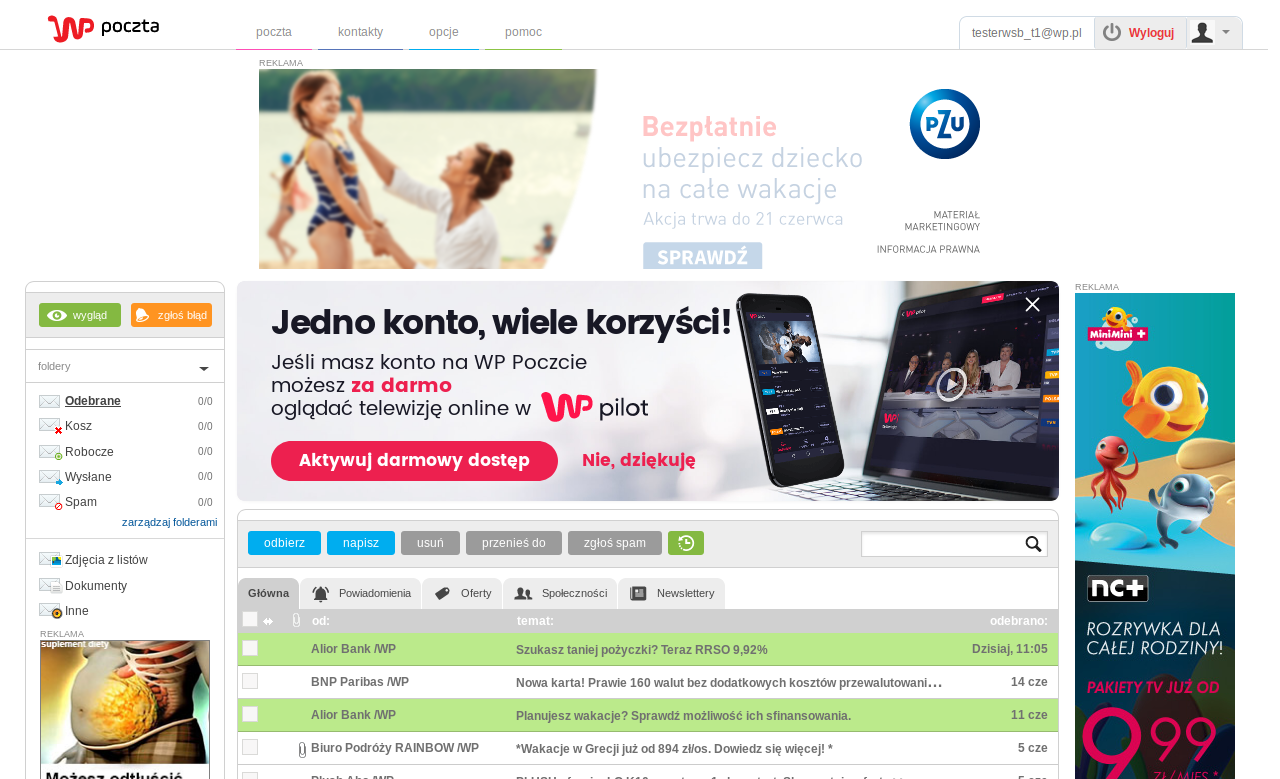 WP poczta
poczta
kontakty
opcje
pomoc
testerwsb_t1@wp.pl
Wyloguj
REKLAMA
Bezpłatnie
ubezpiecz dziecko
na całe wakacje
Akcja trwa do 21 czerwca
SPRAWDŹ
PZU
MATERIAŁ
MARKETINGOWY
INFORMACJA PRAWNA
wygląd
zgłoś błąd
foldery
Odebrane 0/0
Kosz 0/0
Robocze 0/0
Wysłane 0/0
Spam 0/0
zarządzaj folderami
Zdjęcia z listów
Dokumenty
Inne
REKLAMA
Suplement diety
Możesz odtłuścić
Jedno konto, wiele korzyści!
Jeśli masz konto na WP Poczcie
możesz za darmo
oglądać telewizję online w WP pilot
Aktywuj darmowy dostęp
Nie, dziękuję
odbierz
napisz
usuń
przenieś do
zgłoś spam
Główna
Powiadomienia
Oferty
Społeczności
Newslettery
od: temat: odebrano:
Alior Bank /WP Szukasz taniej pożyczki? Teraz RRSO 9,92% Dzisiaj, 11:05
BNP Paribas /WP Nowa karta! Prawie 160 walut bez dodatkowych kosztów przewalutowani... 14 cze
Alior Bank /WP Planujesz wakacje? Sprawdź możliwość ich sfinansowania. 11 cze
Biuro Podróży RAINBOW /WP *Wakacje w Grecji już od 894 zł/os. Dowiedz się więcej! * 5 cze
REKLAMA
MiniMini +
nc+
ROZRYWKA DLA
CAŁEJ RODZINY!
PAKIETY TV JUŻ OD
9,99
ZŁ/MIES.*